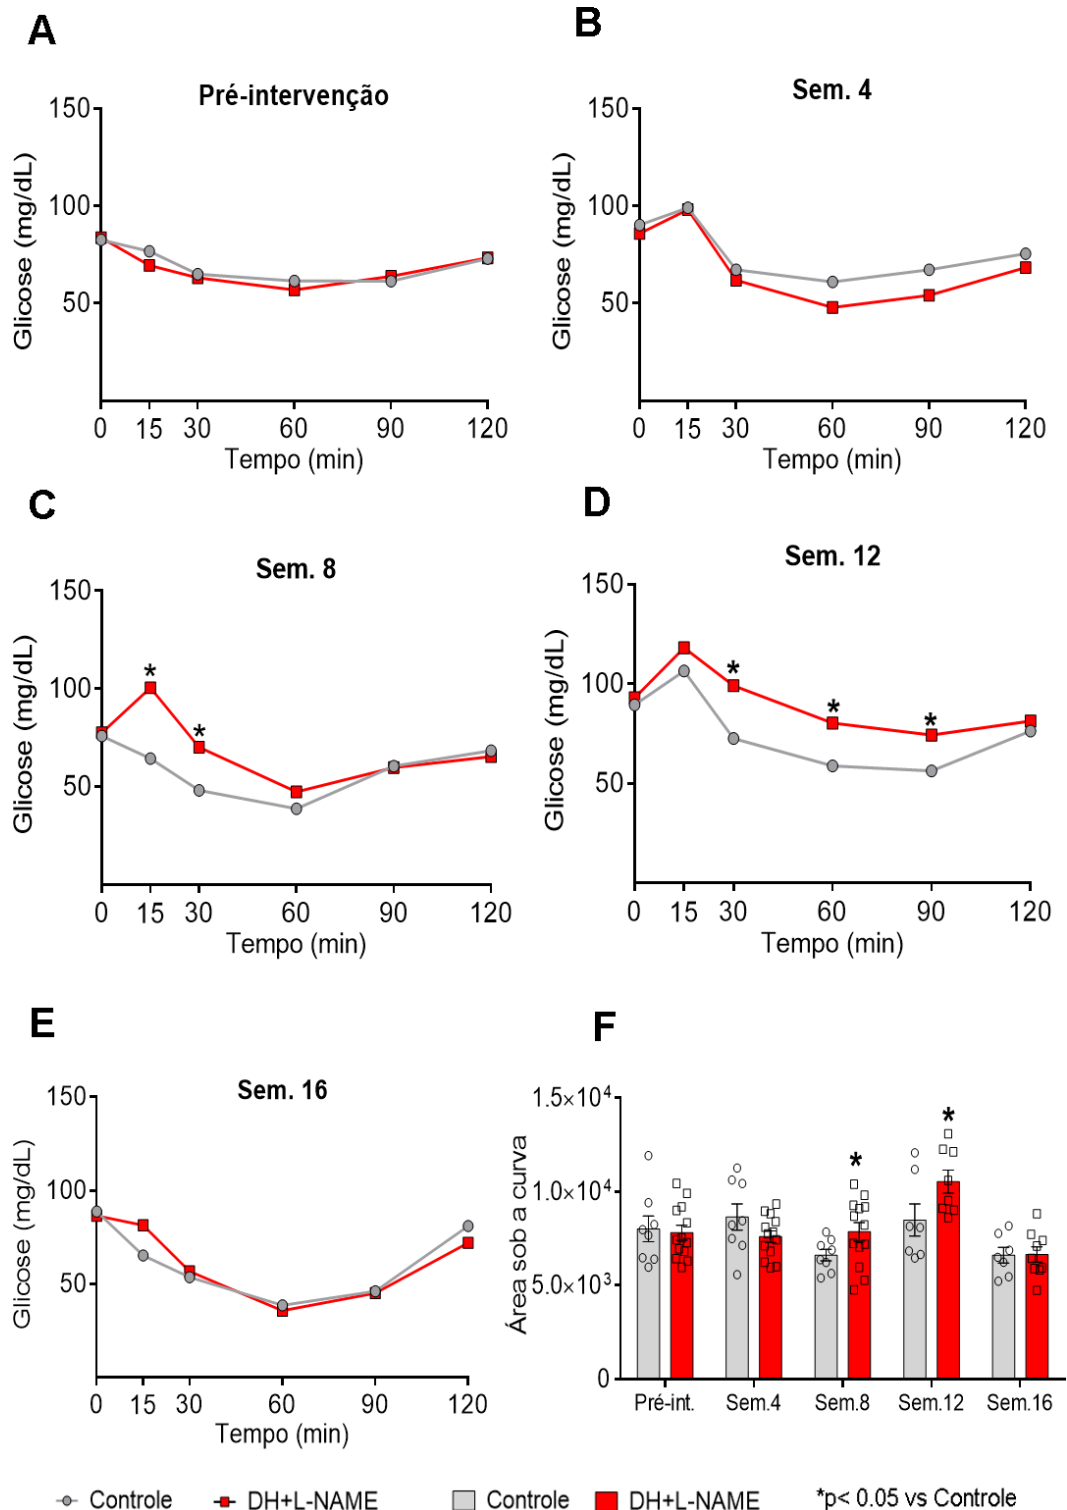 A
B
Pré-intervenção
Sem. 4
150
100
50
Glicose (mg/dL)
0 15 30 60 90 120
Tempo (min)
150
100
50
Glicose (mg/dL)
0 15 30 60 90 120
Tempo (min)
C
D
Sem. 8
Sem. 12
150
100
50
Glicose (mg/dL)
* *
0 15 30 60 90 120
Tempo (min)
150
100
50
Glicose (mg/dL)
* * *
0 15 30 60 90 120
Tempo (min)
E
F
Sem. 16
150
100
50
Glicose (mg/dL)
0 15 30 60 90 120
Tempo (min)
1.5×10⁴
1.0×10⁴
5.0×10³
0
Área sob a curva
* *
Pré-int. Sem.4 Sem.8 Sem.12 Sem.16
Controle DH+L-NAME Controle DH+L-NAME *p< 0.05 vs Controle